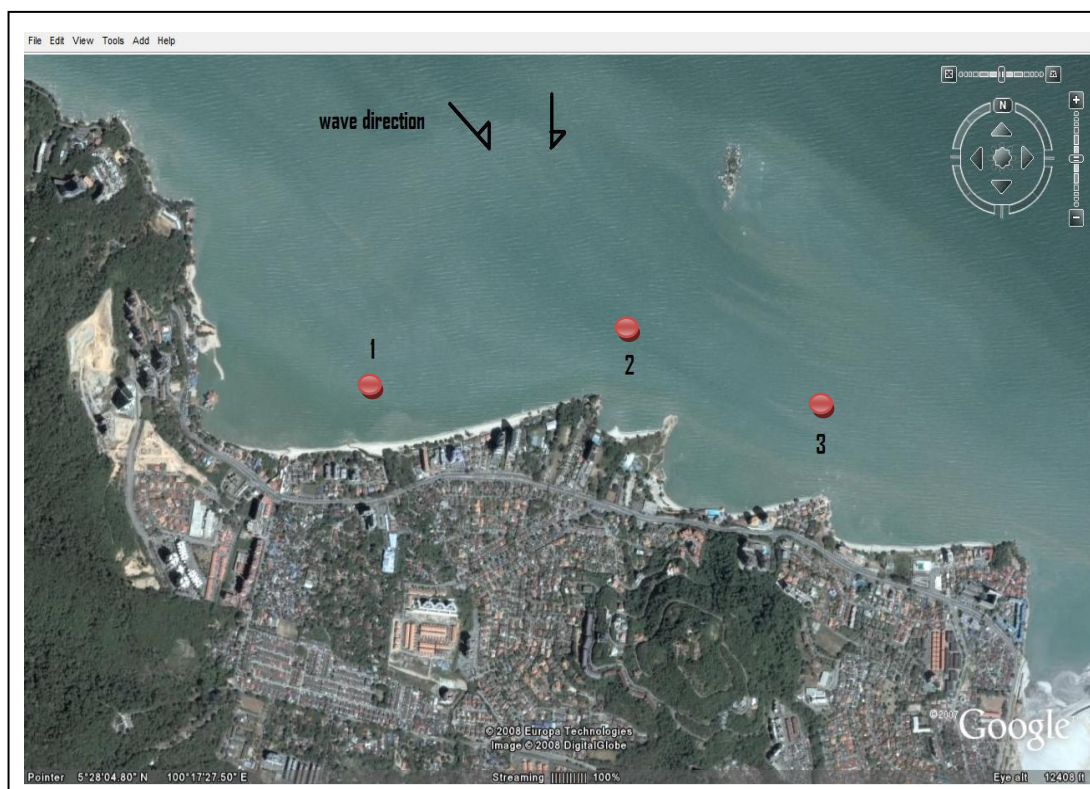 File Edit View Tools Add Help
wave direction
N
1
2
3
© 2008 Europa Technologies
Image © 2008 DigitalGlobe
©2007 Google
Pointer 5°28'04.80" N 100°17'27.50" E
Streaming |||||||||| 100%
Eye alt 12408 ft